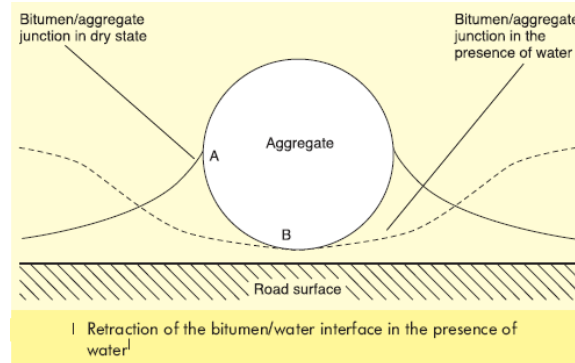 Bitumen/aggregate
junction in dry state
Bitumen/aggregate
junction in the
presence of water
Aggregate
A
B
Road surface
l Retraction of the bitumen/water interface in the presence of
water